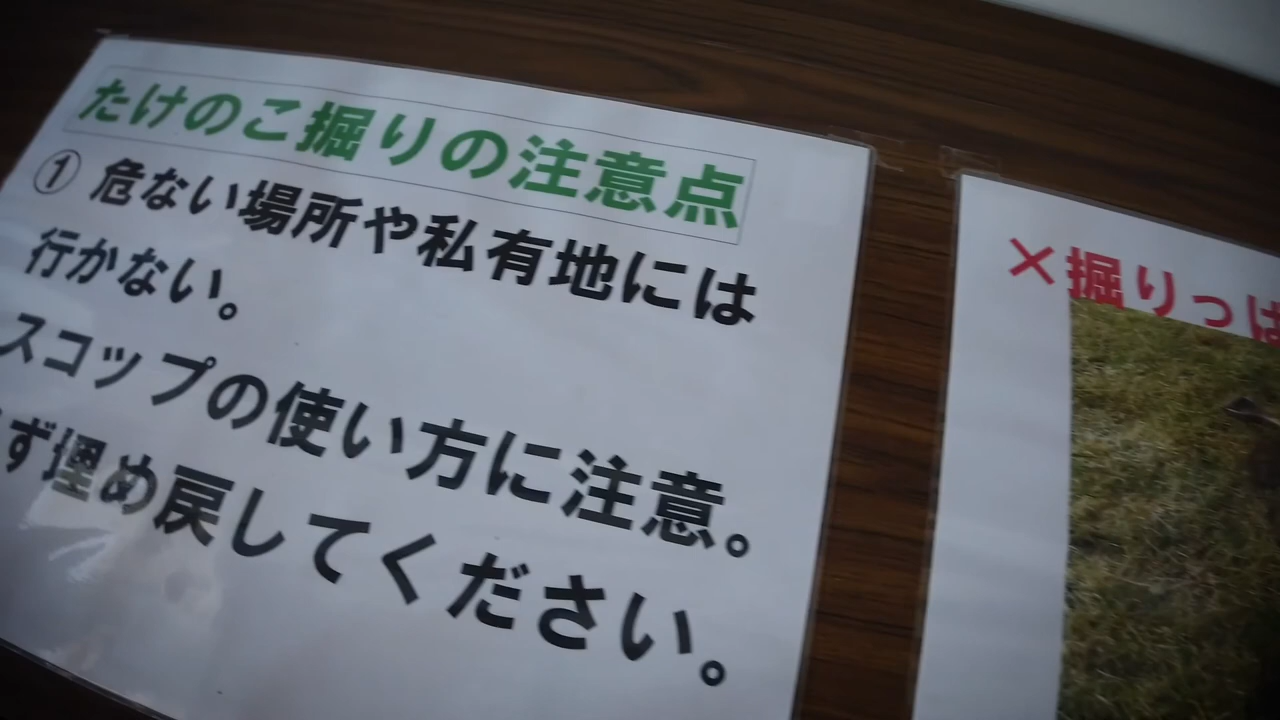 たけのこ掘りの注意点
① 危ない場所や私有地には
行かない。
スコップの使い方に注意。
ず埋め戻してください。
×掘りっぱ